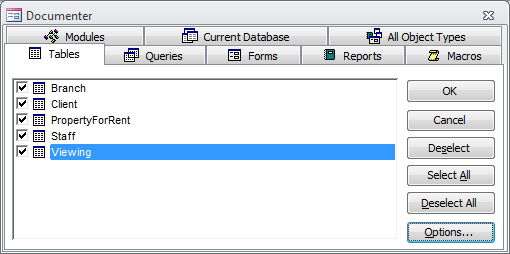 Documenter
Modules Current Database All Object Types
Tables Queries Forms Reports Macros
Branch
Client
PropertyForRent
Staff
Viewing
OK
Cancel
Deselect
Select All
Deselect All
Options...